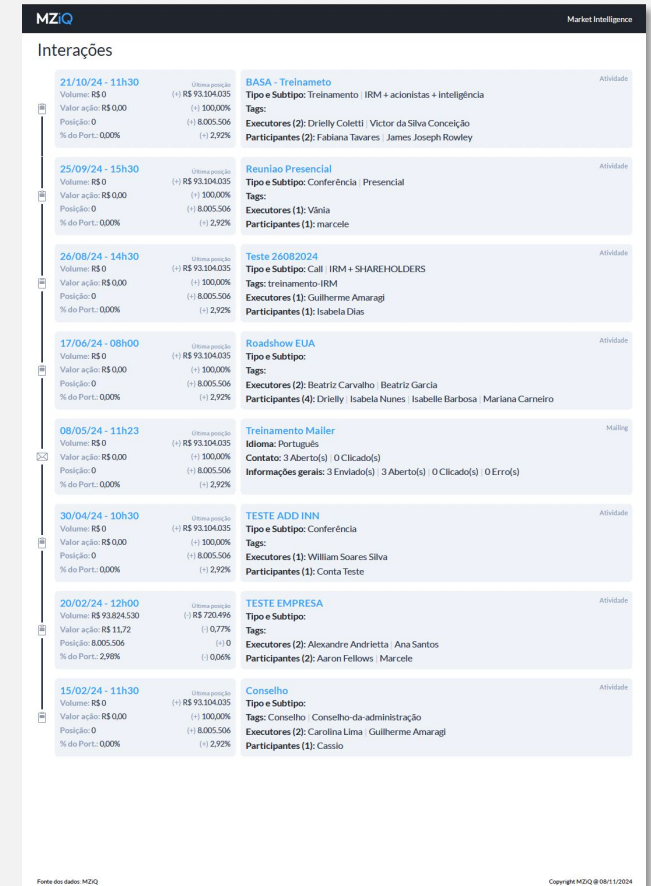 MZiQ
Market Intelligence
Interações
21/10/24 - 11h30
Última posição
Volume: R$ 0 (+) R$ 93.104.035
Valor ação: R$ 0,00 (+) 100,00%
Posição: 0 (+) 8.005.506
% do Port.: 0,00% (+) 2,92%
BASA - Treinameto
Atividade
Tipo e Subtipo: Treinamento | IRM + acionistas + inteligência
Tags:
Executores (2): Drielly Coletti | Victor da Silva Conceição
Participantes (2): Fabiana Tavares | James Joseph Rowley
25/09/24 - 15h30
Última posição
Volume: R$ 0 (+) R$ 93.104.035
Valor ação: R$ 0,00 (+) 100,00%
Posição: 0 (+) 8.005.506
% do Port.: 0,00% (+) 2,92%
Reuniao Presencial
Atividade
Tipo e Subtipo: Conferência | Presencial
Tags:
Executores (1): Vânia
Participantes (1): marcele
26/08/24 - 14h30
Última posição
Volume: R$ 0 (+) R$ 93.104.035
Valor ação: R$ 0,00 (+) 100,00%
Posição: 0 (+) 8.005.506
% do Port.: 0,00% (+) 2,92%
Teste 26082024
Atividade
Tipo e Subtipo: Call | IRM + SHAREHOLDERS
Tags: treinamento-IRM
Executores (1): Guilherme Amaragi
Participantes (1): Isabela Dias
17/06/24 - 08h00
Última posição
Volume: R$ 0 (+) R$ 93.104.035
Valor ação: R$ 0,00 (+) 100,00%
Posição: 0 (+) 8.005.506
% do Port.: 0,00% (+) 2,92%
Roadshow EUA
Atividade
Tipo e Subtipo:
Tags:
Executores (2): Beatriz Carvalho | Beatriz Garcia
Participantes (4): Drielly | Isabela Nunes | Isabelle Barbosa | Mariana Carneiro
08/05/24 - 11h23
Última posição
Volume: R$ 0 (+) R$ 93.104.035
Valor ação: R$ 0,00 (+) 100,00%
Posição: 0 (+) 8.005.506
% do Port.: 0,00% (+) 2,92%
Treinamento Mailer
Mailing
Idioma: Português
Contato: 3 Aberto(s) | 0 Clicado(s)
Informações gerais: 3 Enviado(s) | 3 Aberto(s) | 0 Clicado(s) | 0 Erro(s)
30/04/24 - 10h30
Última posição
Volume: R$ 0 (+) R$ 93.104.035
Valor ação: R$ 0,00 (+) 100,00%
Posição: 0 (+) 8.005.506
% do Port.: 0,00% (+) 2,92%
TESTE ADD INN
Atividade
Tipo e Subtipo: Conferência
Tags:
Executores (1): William Soares Silva
Participantes (1): Conta Teste
20/02/24 - 12h00
Última posição
Volume: R$ 93.824.530 (-) R$ 720.496
Valor ação: R$ 11,72 (-) 0,77%
Posição: 8.005.506 (+) 0
% do Port.: 2,98% (-) 0,06%
TESTE EMPRESA
Atividade
Tipo e Subtipo:
Tags:
Executores (2): Alexandre Andrietta | Ana Santos
Participantes (2): Aaron Fellows | Marcele
15/02/24 - 11h30
Última posição
Volume: R$ 0 (+) R$ 93.104.035
Valor ação: R$ 0,00 (+) 100,00%
Posição: 0 (+) 8.005.506
% do Port.: 0,00% (+) 2,92%
Conselho
Atividade
Tipo e Subtipo:
Tags: Conselho | Conselho-da-administração
Executores (2): Carolina Lima | Guilherme Amaragi
Participantes (1): Cassio
Fonte dos dados: MZiQ
Copyright MZiQ @ 08/11/2024